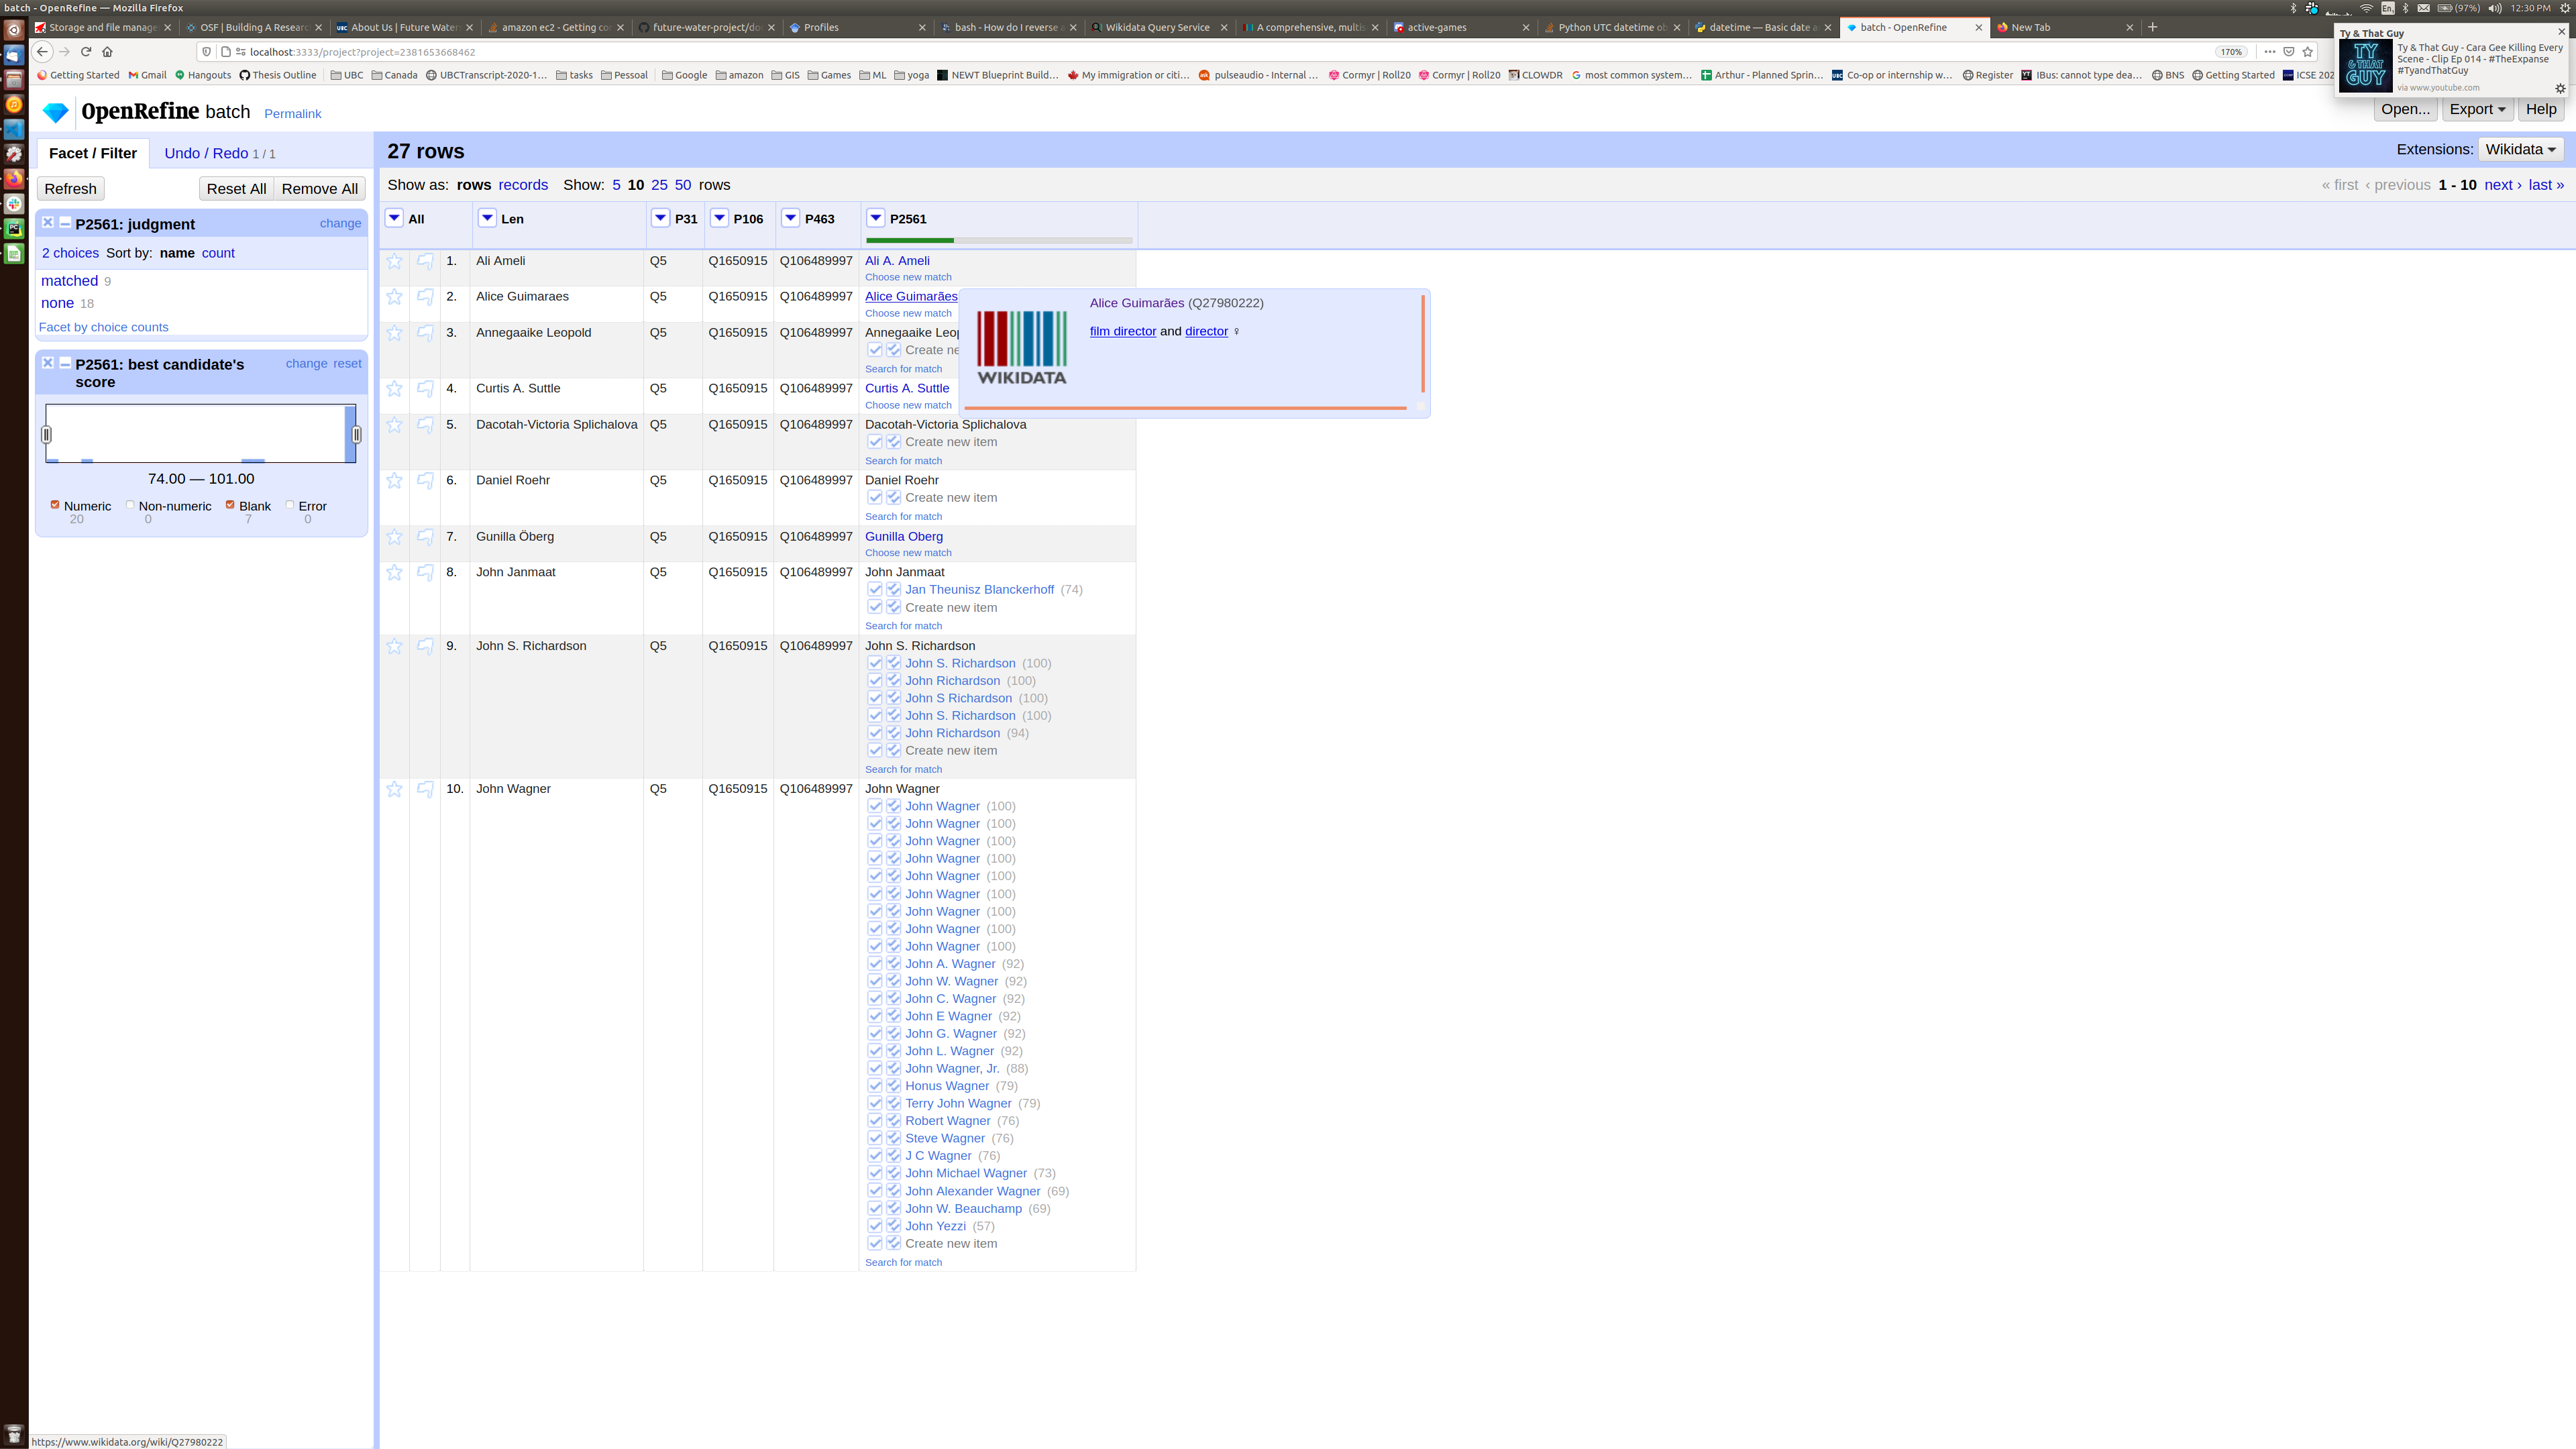 batch - OpenRefine — Mozilla Firefox
En (97%) 12:30 PM
Storage and file manage
OSF | Building A Researc
About Us | Future Water
amazon ec2 - Getting co
future-water-project/do
Profiles
bash - How do I reverse a
Wikidata Query Service
A comprehensive, multi
active-games
Python UTC datetime ob
datetime — Basic date a
batch - OpenRefine
New Tab
localhost:3333/project?project=2381653668462
170%
Getting Started Gmail Hangouts Thesis Outline UBC Canada UBCTranscript-2020-1… tasks Pessoal Google amazon GIS Games ML yoga NEWT Blueprint Build… My immigration or citi… pulseaudio - Internal … Cormyr | Roll20 Cormyr | Roll20 CLOWDR most common system… Arthur - Planned Sprin… Co-op or internship w… Register IBus: cannot type dea… BNS Getting Started ICSE 202
Ty & That Guy
TY & THAT GUY
Ty & That Guy - Cara Gee Killing Every
Scene - Clip Ep 014 - #TheExpanse
#TyandThatGuy
via www.youtube.com
OpenRefine batch Permalink
Open... Export Help
Facet / Filter Undo / Redo 1 / 1
Refresh Reset All Remove All
P2561: judgment change
2 choices Sort by: name count
matched 9
none 18
Facet by choice counts
P2561: best candidate's
score
change reset
74.00 — 101.00
Numeric Non-numeric Blank Error
20 0 7 0
27 rows
Extensions: Wikidata
Show as: rows records Show: 5 10 25 50 rows
« first ‹ previous 1 - 10 next › last »
All Len P31 P106 P463 P2561
1. Ali Ameli Q5 Q1650915 Q106489997 Ali A. Ameli
Choose new match
2. Alice Guimaraes Q5 Q1650915 Q106489997 Alice Guimarães
Choose new match
Alice Guimarães (Q27980222)
film director and director ♀
WIKIDATA
3. Annegaaike Leopold Q5 Q1650915 Q106489997 Annegaaike Leop
Create ne
Search for match
4. Curtis A. Suttle Q5 Q1650915 Q106489997 Curtis A. Suttle
Choose new match
5. Dacotah-Victoria Splichalova Q5 Q1650915 Q106489997 Dacotah-Victoria Splichalova
Create new item
Search for match
6. Daniel Roehr Q5 Q1650915 Q106489997 Daniel Roehr
Create new item
Search for match
7. Gunilla Öberg Q5 Q1650915 Q106489997 Gunilla Oberg
Choose new match
8. John Janmaat Q5 Q1650915 Q106489997 John Janmaat
Jan Theunisz Blanckerhoff (74)
Create new item
Search for match
9. John S. Richardson Q5 Q1650915 Q106489997 John S. Richardson
John S. Richardson (100)
John Richardson (100)
John S Richardson (100)
John S. Richardson (100)
John Richardson (94)
Create new item
Search for match
10. John Wagner Q5 Q1650915 Q106489997 John Wagner
John Wagner (100)
John Wagner (100)
John Wagner (100)
John Wagner (100)
John Wagner (100)
John Wagner (100)
John Wagner (100)
John Wagner (100)
John Wagner (100)
John A. Wagner (92)
John W. Wagner (92)
John C. Wagner (92)
John E Wagner (92)
John G. Wagner (92)
John L. Wagner (92)
John Wagner, Jr. (88)
Honus Wagner (79)
Terry John Wagner (79)
Robert Wagner (76)
Steve Wagner (76)
J C Wagner (76)
John Michael Wagner (73)
John Alexander Wagner (69)
John W. Beauchamp (69)
John Yezzi (57)
Create new item
Search for match
https://www.wikidata.org/wiki/Q27980222